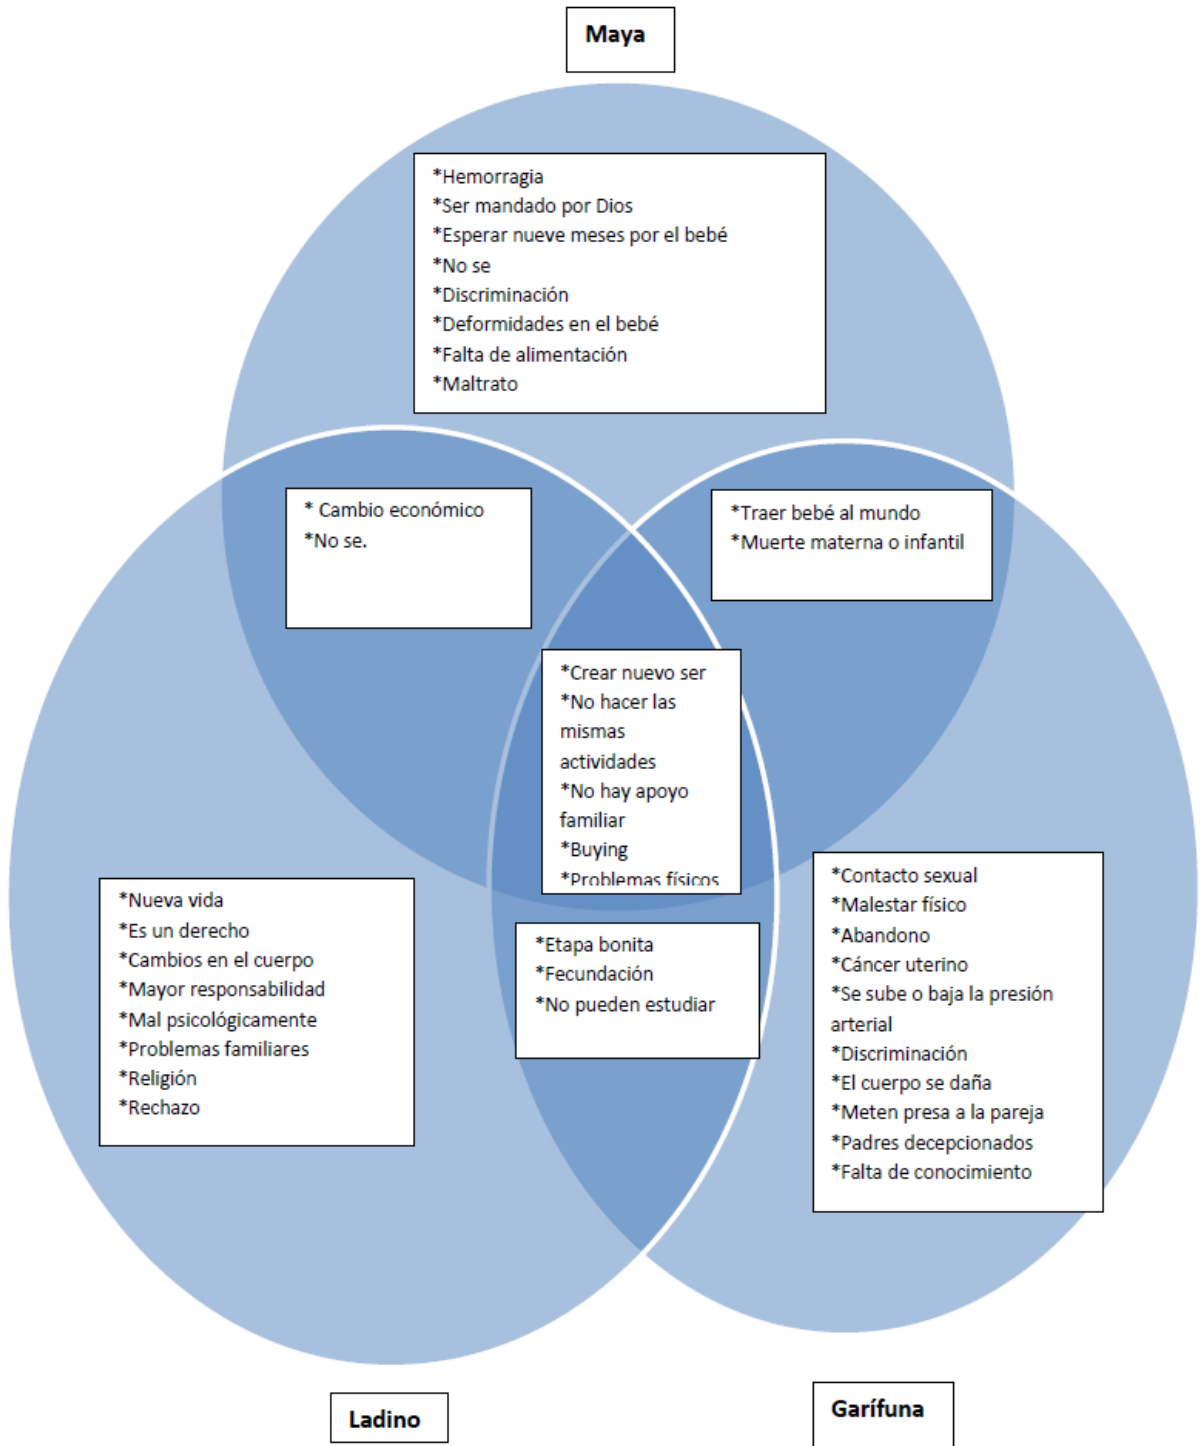 Maya
*Hemorragia
*Ser mandado por Dios
*Esperar nueve meses por el bebé
*No se
*Discriminación
*Deformidades en el bebé
*Falta de alimentación
*Maltrato
* Cambio económico
*No se.
*Traer bebé al mundo
*Muerte materna o infantil
*Crear nuevo ser
*No hacer las
mismas
actividades
*No hay apoyo
familiar
*Buying
*Problemas físicos
*Nueva vida
*Es un derecho
*Cambios en el cuerpo
*Mayor responsabilidad
*Mal psicológicamente
*Problemas familiares
*Religión
*Rechazo
*Etapa bonita
*Fecundación
*No pueden estudiar
*Contacto sexual
*Malestar físico
*Abandono
*Cáncer uterino
*Se sube o baja la presión
arterial
*Discriminación
*El cuerpo se daña
*Meten presa a la pareja
*Padres decepcionados
*Falta de conocimiento
Ladino
Garífuna